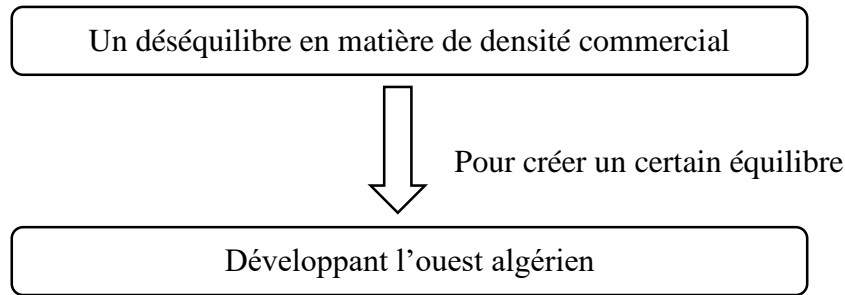 Un déséquilibre en matière de densité commercial
Pour créer un certain équilibre
Développant l’ouest algérien